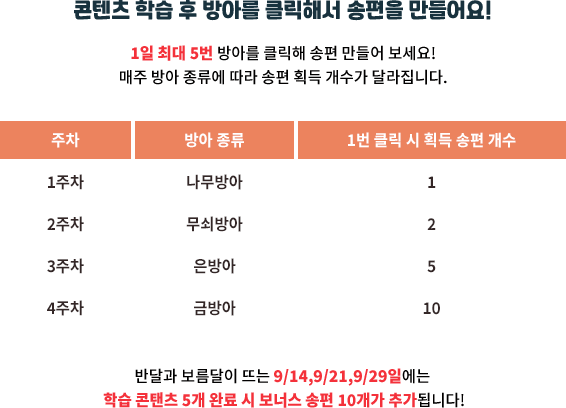 콘텐츠 학습 후 방아를 클릭해서 송편을 만들어요!
1일 최대 5번 방아를 클릭해 송편 만들어 보세요!
매주 방아 종류에 따라 송편 획득 개수가 달라집니다.
주차 방아 종류 1번 클릭 시 획득 송편 개수
1주차 나무방아 1
2주차 무쇠방아 2
3주차 은방아 5
4주차 금방아 10
반달과 보름달이 뜨는 9/14,9/21,9/29일에는
학습 콘탠츠 5개 완료 시 보너스 송편 10개가 추가됩니다!